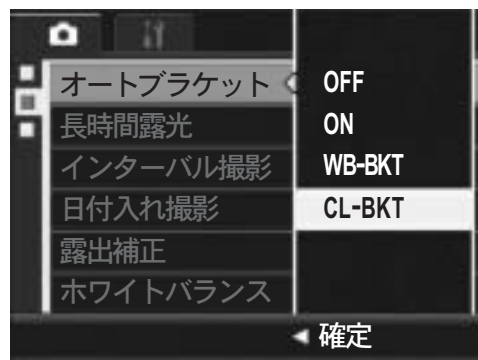 オートブラケット OFF
長時間露光 ON
インターバル撮影 WB-BKT
日付入れ撮影 CL-BKT
露出補正
ホワイトバランス
◀ 確定